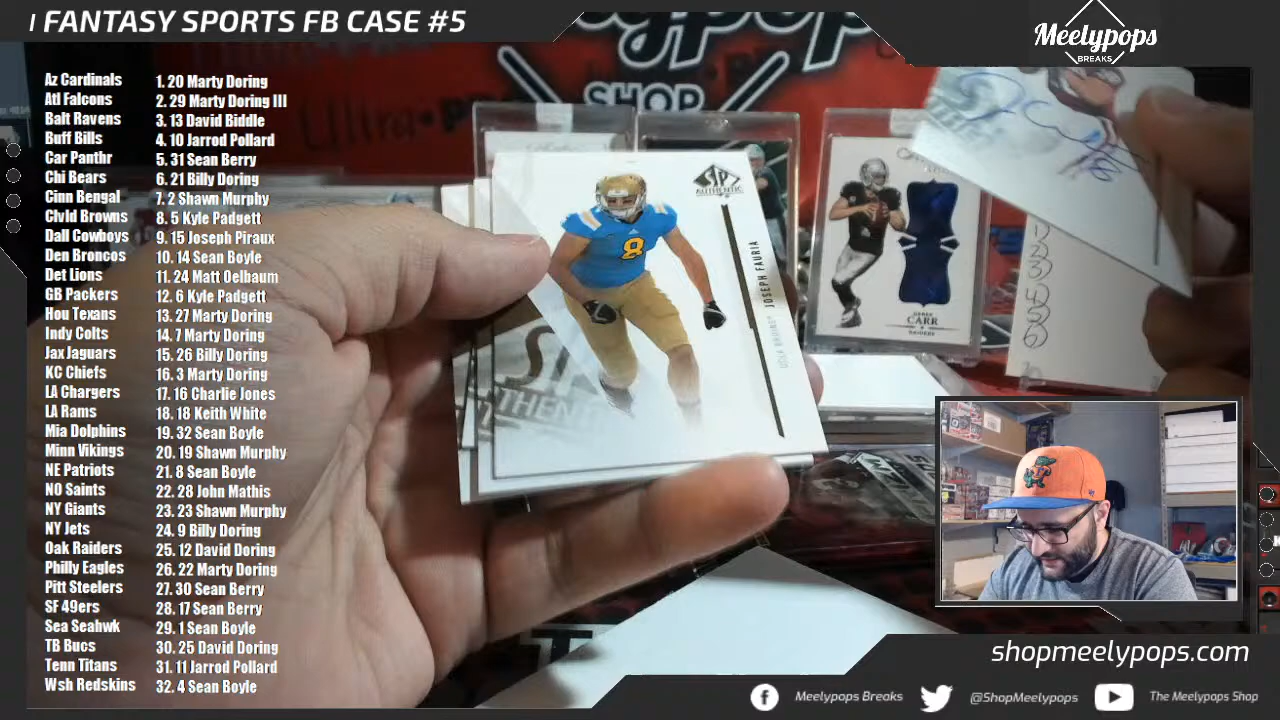 FANTASY SPORTS FB CASE #5
Meelypops
BREAKS
SHOP
Az Cardinals 1. 20 Marty Doring
Atl Falcons 2. 29 Marty Doring III
Balt Ravens 3. 13 David Biddle
Buff Bills 4. 10 Jarrod Pollard
Car Panthr 5. 31 Sean Berry
Chi Bears 6. 21 Billy Doring
Cinn Bengal 7. 2 Shawn Murphy
Clvld Browns 8. 5 Kyle Padgett
Dall Cowboys 9. 15 Joseph Piraux
Den Broncos 10. 14 Sean Boyle
Det Lions 11. 24 Matt Oelbaum
GB Packers 12. 6 Kyle Padgett
Hou Texans 13. 27 Marty Doring
Indy Colts 14. 7 Marty Doring
Jax Jaguars 15. 26 Billy Doring
KC Chiefs 16. 3 Marty Doring
LA Chargers 17. 16 Charlie Jones
LA Rams 18. 18 Keith White
Mia Dolphins 19. 32 Sean Boyle
Minn Vikings 20. 19 Shawn Murphy
NE Patriots 21. 8 Sean Boyle
NO Saints 22. 28 John Mathis
NY Giants 23. 23 Shawn Murphy
NY Jets 24. 9 Billy Doring
Oak Raiders 25. 12 David Doring
Philly Eagles 26. 22 Marty Doring
Pitt Steelers 27. 30 Sean Berry
SF 49ers 28. 17 Sean Berry
Sea Seahwk 29. 1 Sean Boyle
TB Bucs 30. 25 David Doring
Tenn Titans 31. 11 Jarrod Pollard
Wsh Redskins 32. 4 Sean Boyle
SP
AUTHENTIC
8
UCLA BRUINS JOSEPH FAURIA
DEREK
CARR
RAIDERS
shopmeelypops.com
Meelypops Breaks
@ShopMeelypops
The Meelypops Shop